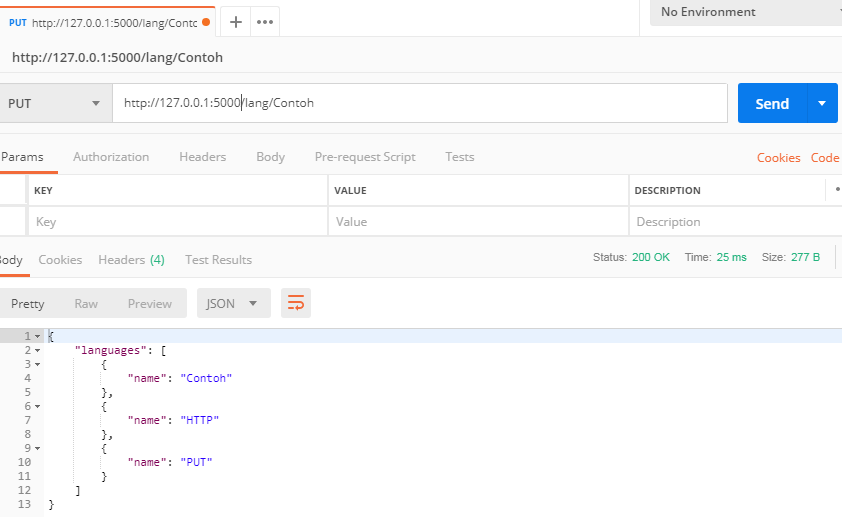 PUT http://127.0.0.1:5000/lang/Contc
+ •••
No Environment
http://127.0.0.1:5000/lang/Contoh
PUT http://127.0.0.1:5000/lang/Contoh Send
Params Authorization Headers Body Pre-request Script Tests Cookies Code
KEY VALUE DESCRIPTION
Key Value Description
Body Cookies Headers (4) Test Results Status: 200 OK Time: 25 ms Size: 277 B
Pretty Raw Preview JSON
1 {
2 "languages": [
3 {
4 "name": "Contoh"
5 },
6 {
7 "name": "HTTP"
8 },
9 {
10 "name": "PUT"
11 }
12 ]
13 }